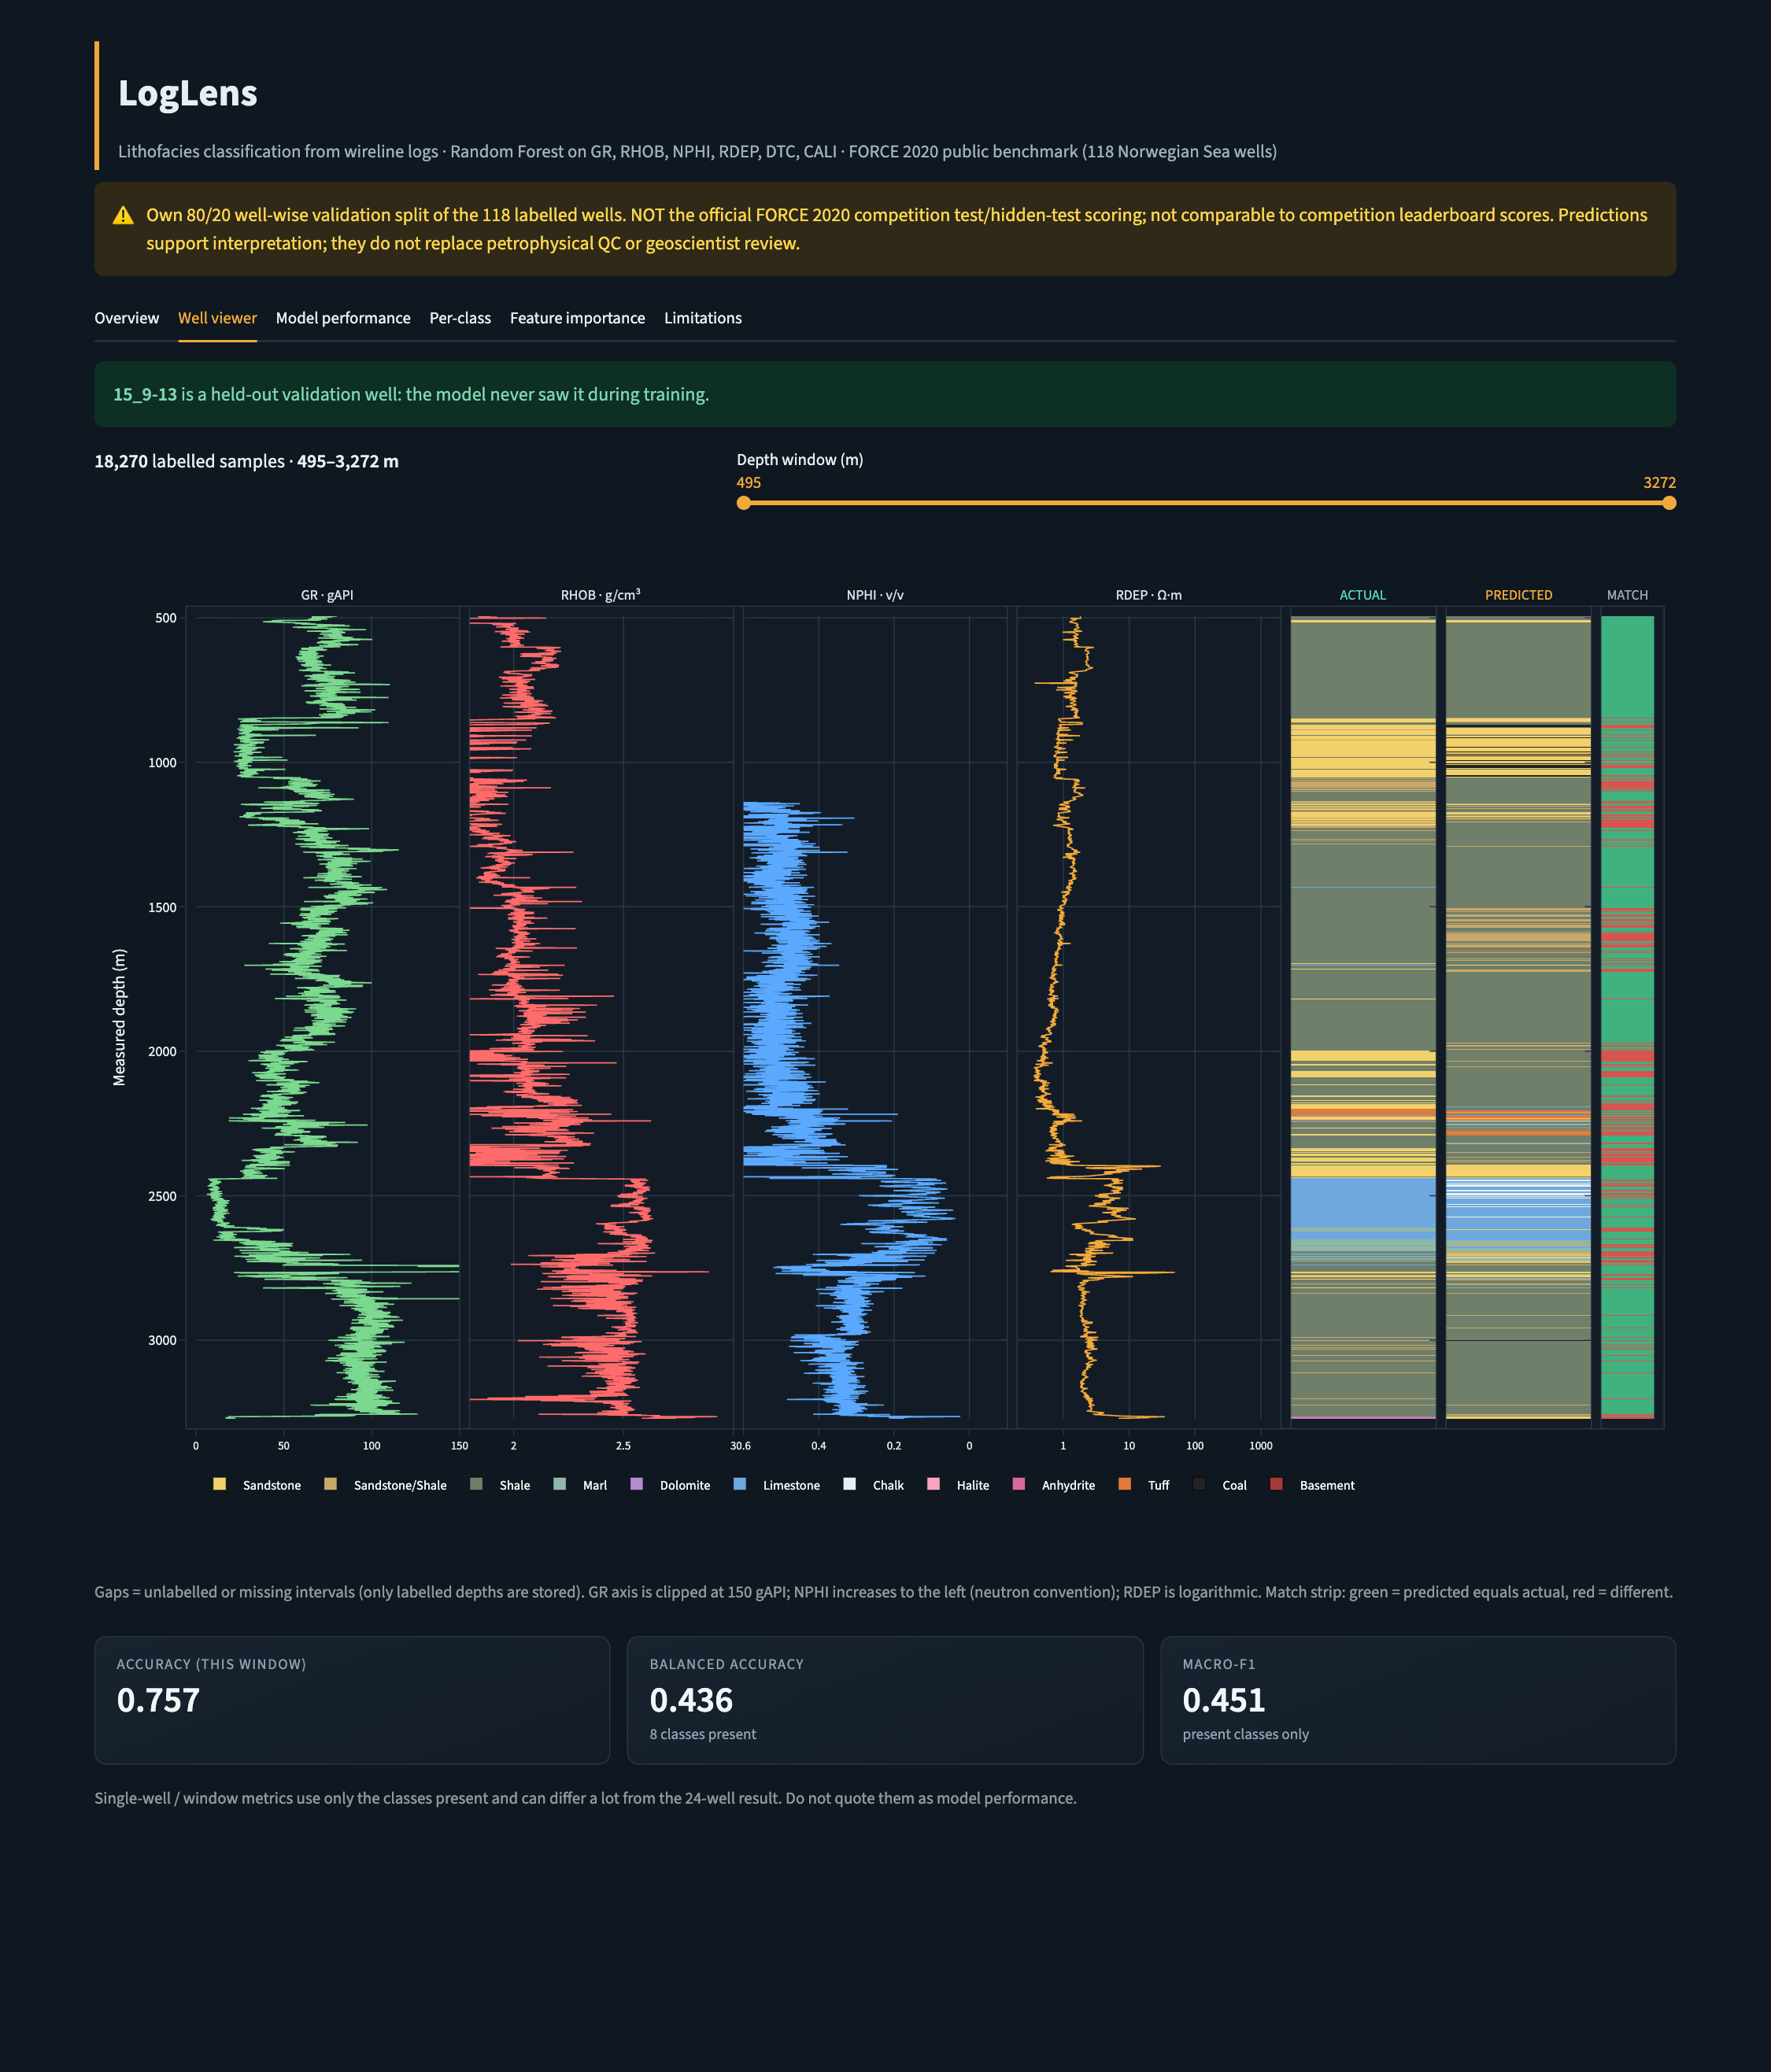 LogLens
Lithofacies classification from wireline logs · Random Forest on GR, RHOB, NPHI, RDEP, DTC, CALI · FORCE 2020 public benchmark (118 Norwegian Sea wells)
Own 80/20 well-wise validation split of the 118 labelled wells. NOT the official FORCE 2020 competition test/hidden-test scoring; not comparable to competition leaderboard scores. Predictions
support interpretation; they do not replace petrophysical QC or geoscientist review.
Overview Well viewer Model performance Per-class Feature importance Limitations
15_9-13 is a held-out validation well: the model never saw it during training.
18,270 labelled samples · 495–3,272 m
Depth window (m)
495 3272
GR · gAPI RHOB · g/cm³ NPHI · v/v RDEP · Ω·m ACTUAL PREDICTED MATCH
500
1000
1500
2000
2500
3000
Measured depth (m)
0 50 100 150 2 2.5 3 0.6 0.4 0.2 0 1 10 100 1000
Sandstone Sandstone/Shale Shale Marl Dolomite Limestone Chalk Halite Anhydrite Tuff Coal Basement
Gaps = unlabelled or missing intervals (only labelled depths are stored). GR axis is clipped at 150 gAPI; NPHI increases to the left (neutron convention); RDEP is logarithmic. Match strip: green = predicted equals actual, red = different.
ACCURACY (THIS WINDOW)
0.757
BALANCED ACCURACY
0.436
8 classes present
MACRO-F1
0.451
present classes only
Single-well / window metrics use only the classes present and can differ a lot from the 24-well result. Do not quote them as model performance.